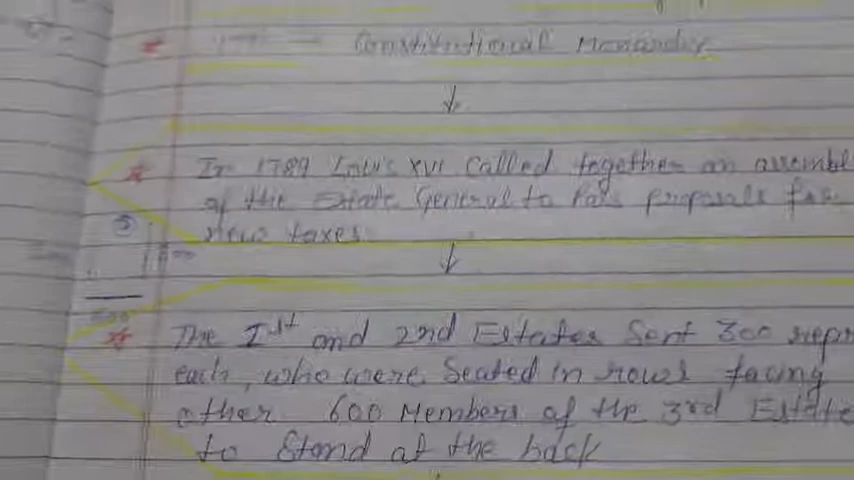 Constitutional Monarchy
In 1789 Louis XVI called together an assembl
of the Estate General to Pass proposals for
new taxes.
The Ist and 2nd Estates Sent 300 repr
each, who were Seated in rows facing
other 600 Members of the 3rd Estate
to Stand at the back